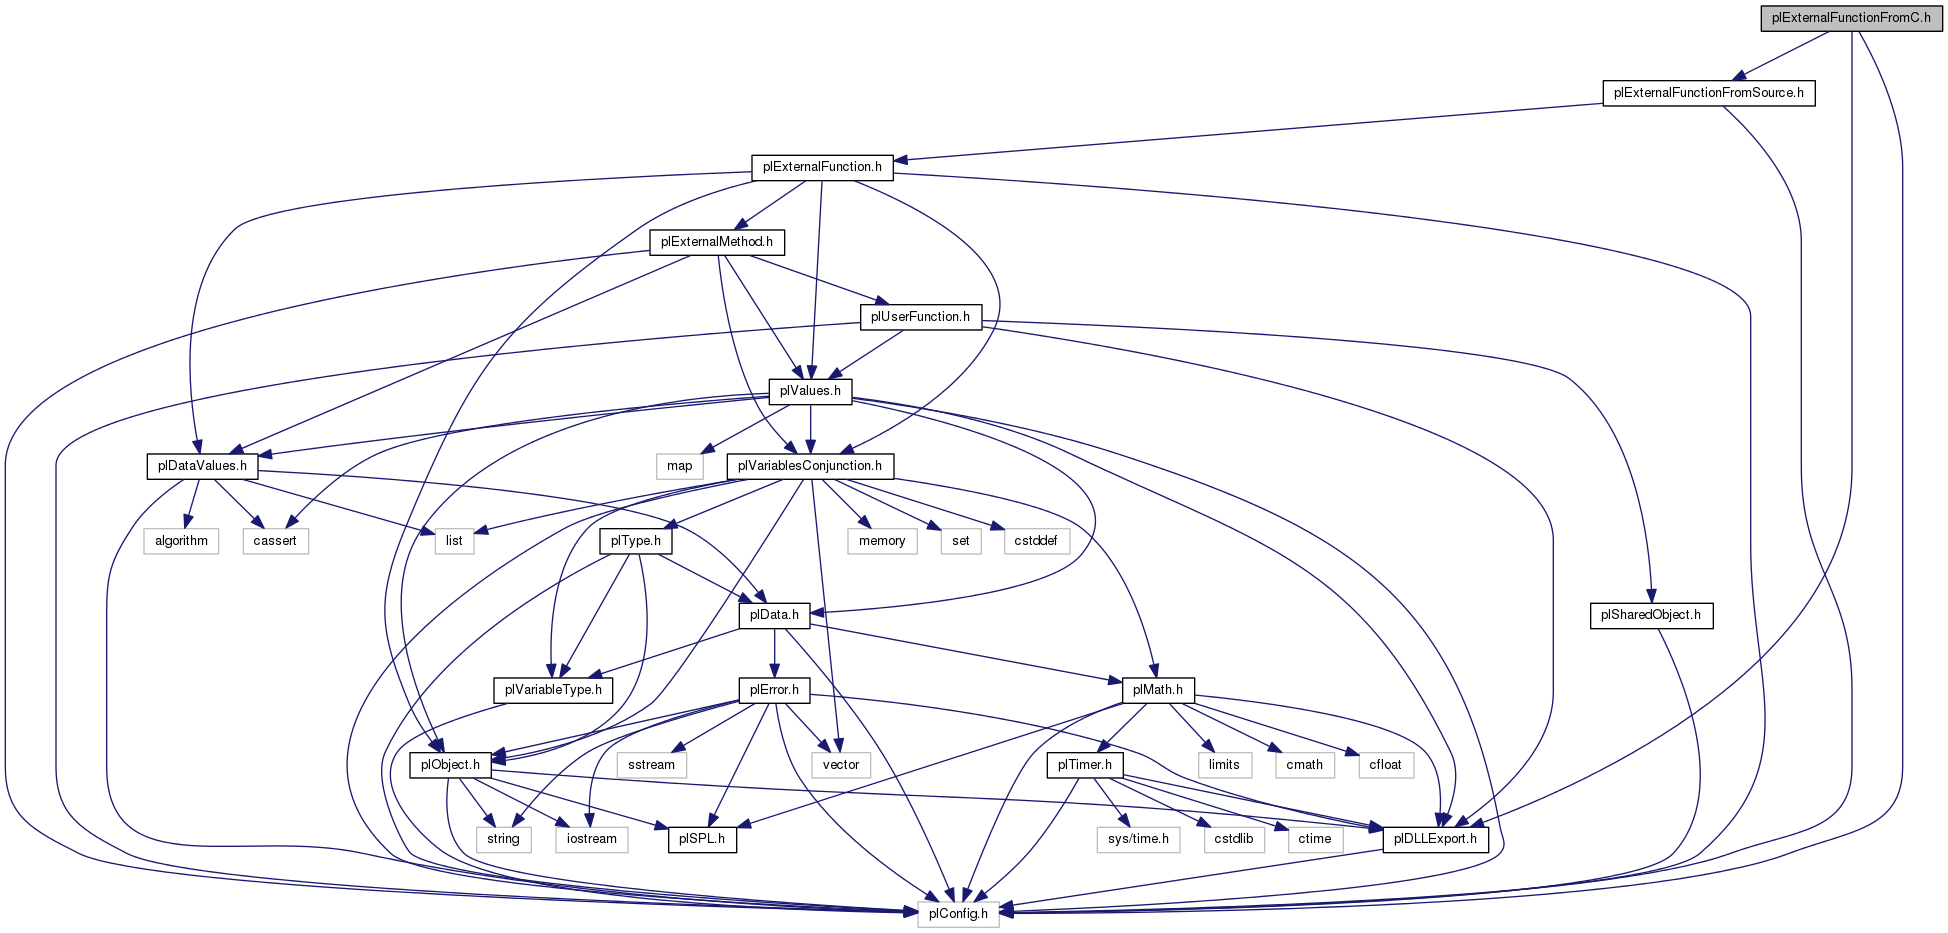 plExternalFunctionFromC.h
plExternalFunctionFromSource.h
plExternalFunction.h
plExternalMethod.h
plUserFunction.h
plValues.h
plDataValues.h
map
plVariablesConjunction.h
algorithm
cassert
list
plType.h
memory
set
cstddef
plData.h
plSharedObject.h
plVariableType.h
plError.h
plMath.h
plObject.h
sstream
vector
plTimer.h
limits
cmath
cfloat
string
iostream
plSPL.h
sys/time.h
cstdlib
ctime
plDLLExport.h
plConfig.h